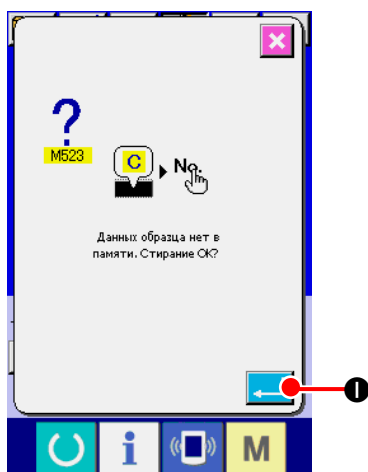 M523
C
No.
Данных образца нет в
памяти. Стирание ОК?
i
M